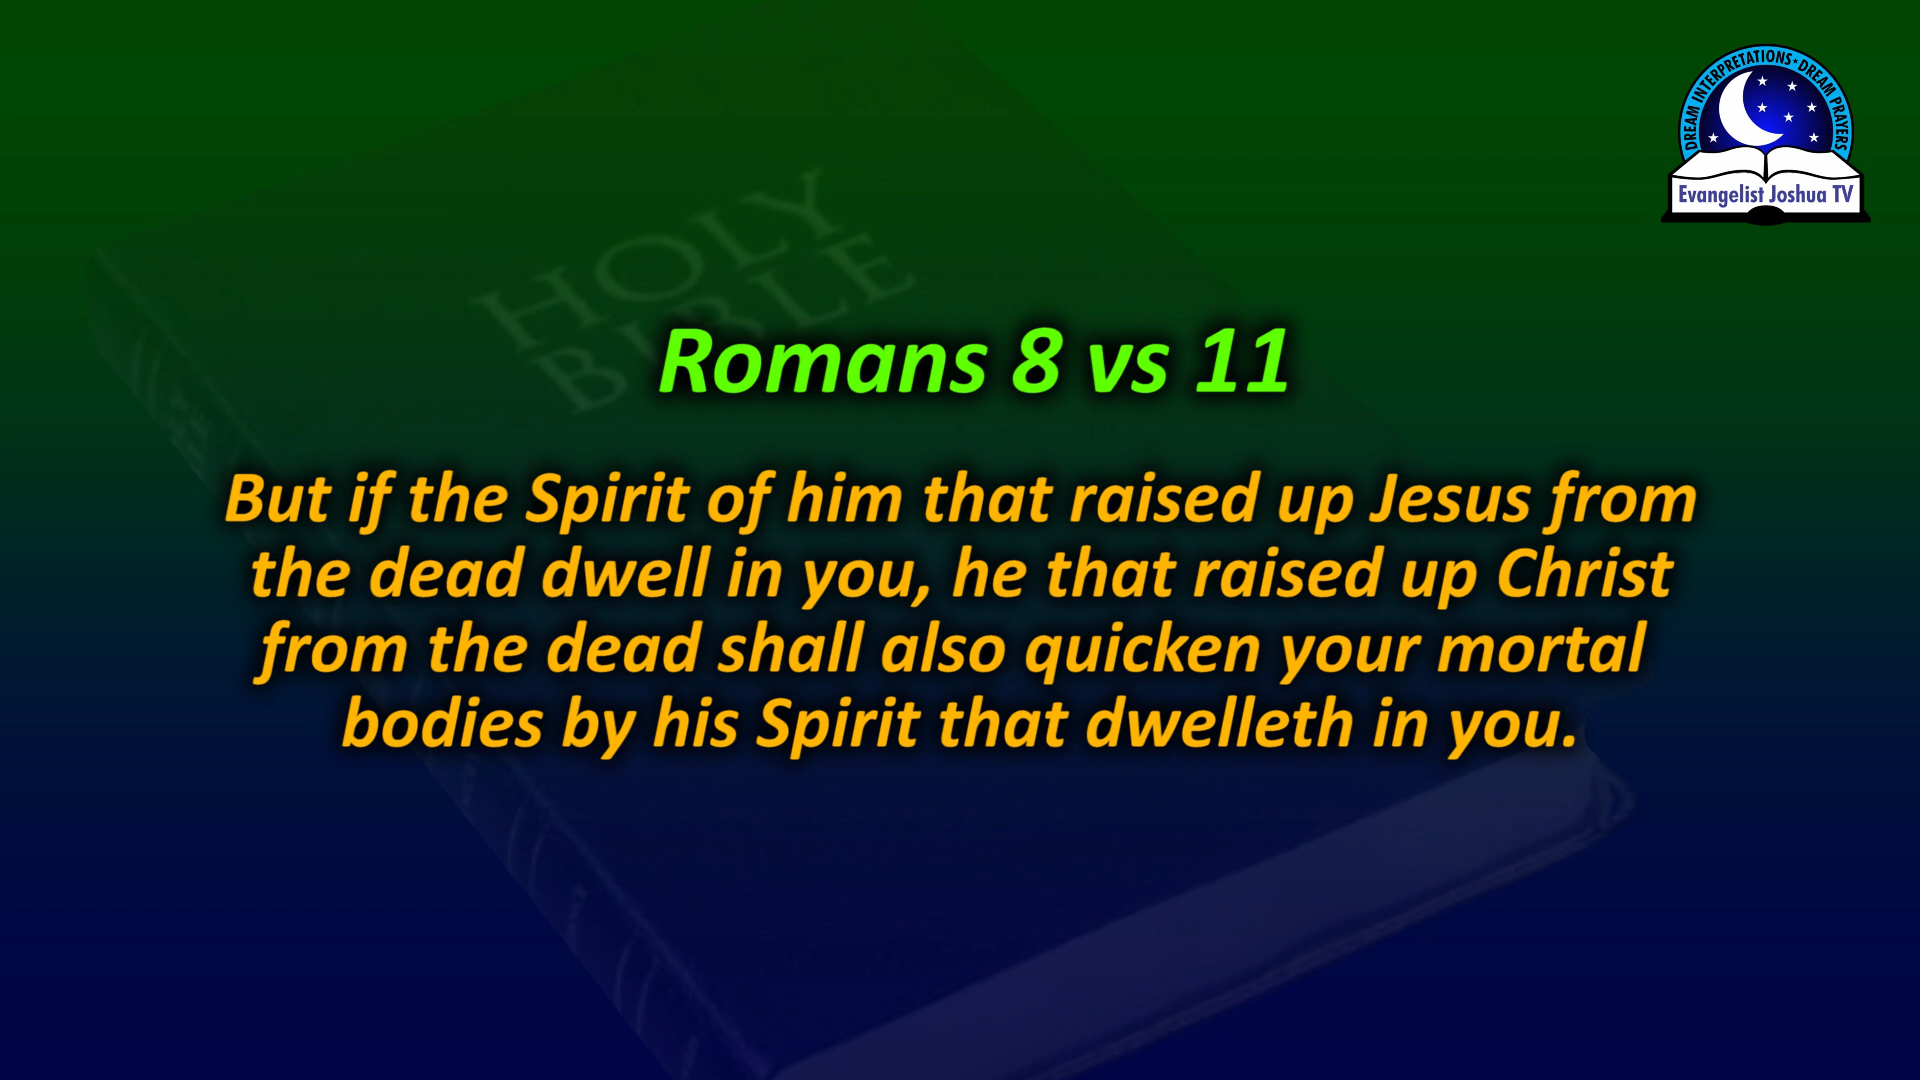 DREAM INTERPRETATIONS • DREAM PRAYERS
Evangelist Joshua TV
HOLY
BIBLE
Romans 8 vs 11
But if the Spirit of him that raised up Jesus from
the dead dwell in you, he that raised up Christ
from the dead shall also quicken your mortal
bodies by his Spirit that dwelleth in you.